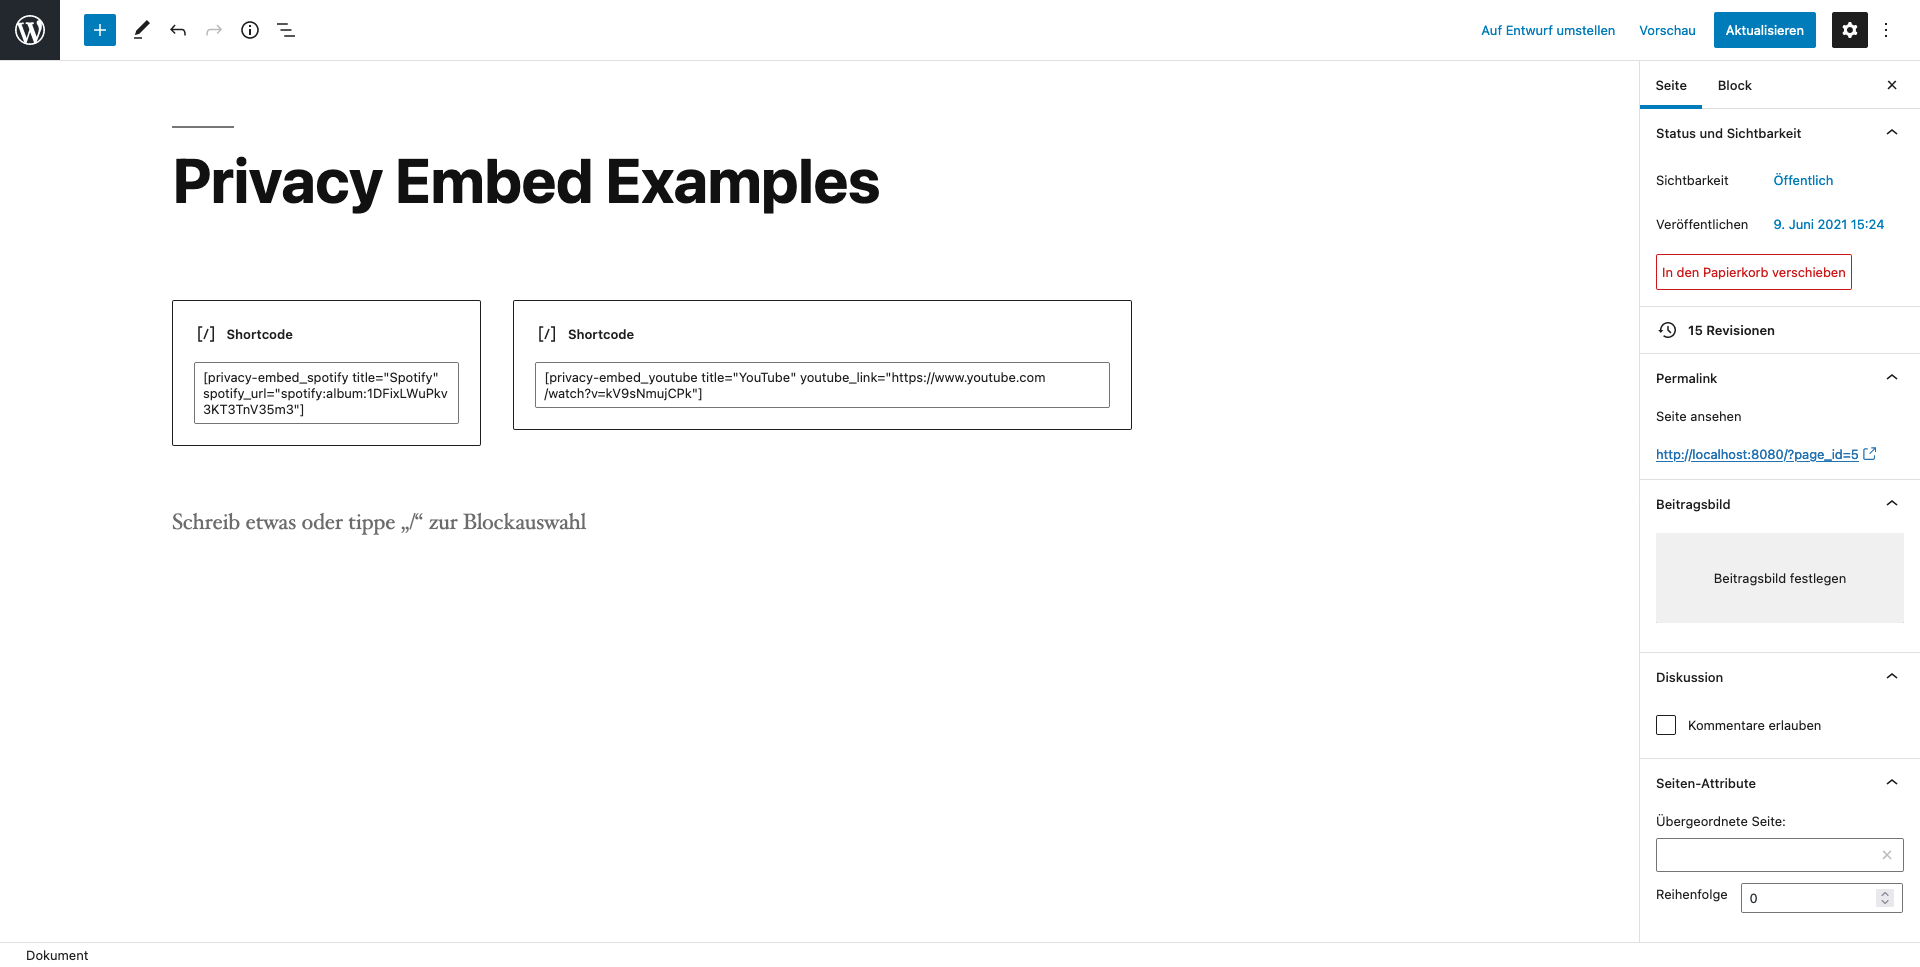 Auf Entwurf umstellen
Vorschau
Aktualisieren
Seite
Block
Status und Sichtbarkeit
Sichtbarkeit
Öffentlich
Veröffentlichen
9. Juni 2021 15:24
In den Papierkorb verschieben
15 Revisionen
Permalink
Seite ansehen
http://localhost:8080/?page_id=5
Beitragsbild
Beitragsbild festlegen
Diskussion
Kommentare erlauben
Seiten-Attribute
Übergeordnete Seite:
Reihenfolge
0
Privacy Embed Examples
[/] Shortcode
[privacy-embed_spotify title="Spotify"
spotify_url="spotify:album:1DFixLWuPkv
3KT3TnV35m3"]
[/] Shortcode
[privacy-embed_youtube title="YouTube" youtube_link="https://www.youtube.com
/watch?v=kV9sNmujCPk"]
Schreib etwas oder tippe „/“ zur Blockauswahl
Dokument